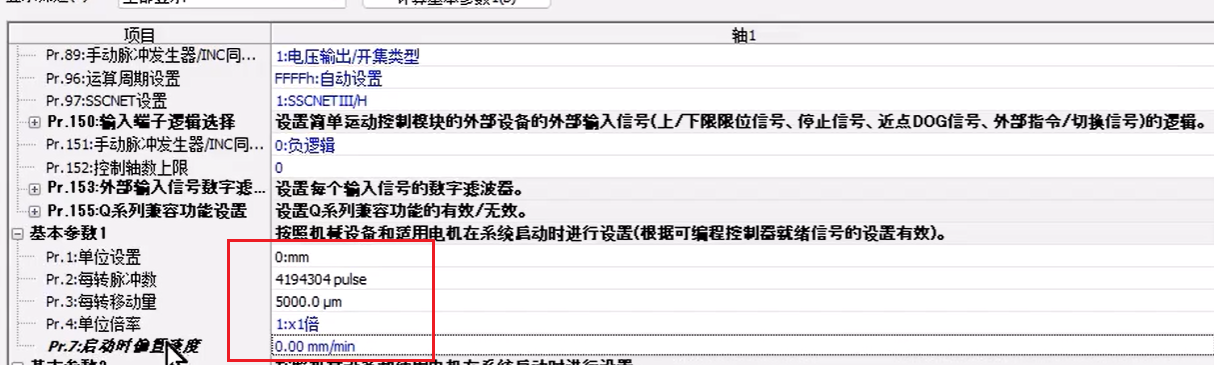 项目 轴1
Pr.89:手动脉冲发生器/INC同... 1:电压输出/开集类型
Pr.96:运算周期设置 FFFFh:自动设置
Pr.97:SSCNET设置 1:SSCNETIII/H
Pr.150:输入端子逻辑选择 设置简单运动控制模块的外部设备的外部输入信号(上/下限限位信号、停止信号、近点DOG信号、外部指令/切换信号)的逻辑。
Pr.151:手动脉冲发生器/INC同... 0:负逻辑
Pr.152:控制轴数上限 0
Pr.153:外部输入信号数字滤... 设置每个输入信号的数字滤波器。
Pr.155:Q系列兼容功能设置 设置Q系列兼容功能的有效/无效。
基本参数1 按照机械设备和适用电机在系统启动时进行设置(根据可编程控制器就绪信号的设置有效)。
Pr.1:单位设置 0:mm
Pr.2:每转脉冲数 4194304 pulse
Pr.3:每转移动量 5000.0 μm
Pr.4:单位倍率 1:x1倍
Pr.7:启动时偏置速度 0.00 mm/min